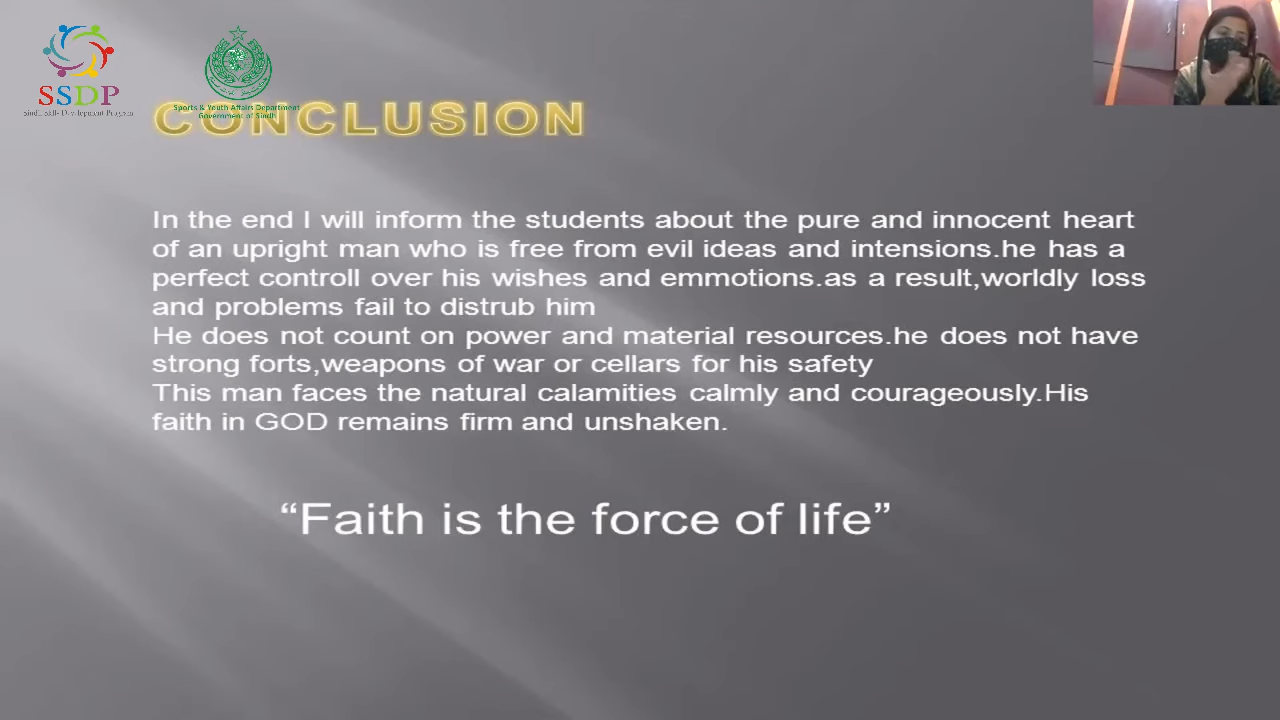 SSDP
Sports & Youth Affairs Department
Government of Sindh
CONCLUSION
In the end I will inform the students about the pure and innocent heart
of an upright man who is free from evil ideas and intensions.he has a
perfect controll over his wishes and emmotions.as a result,worldly loss
and problems fail to distrub him
He does not count on power and material resources.he does not have
strong forts,weapons of war or cellars for his safety
This man faces the natural calamities calmly and courageously.His
faith in GOD remains firm and unshaken.
“Faith is the force of life”